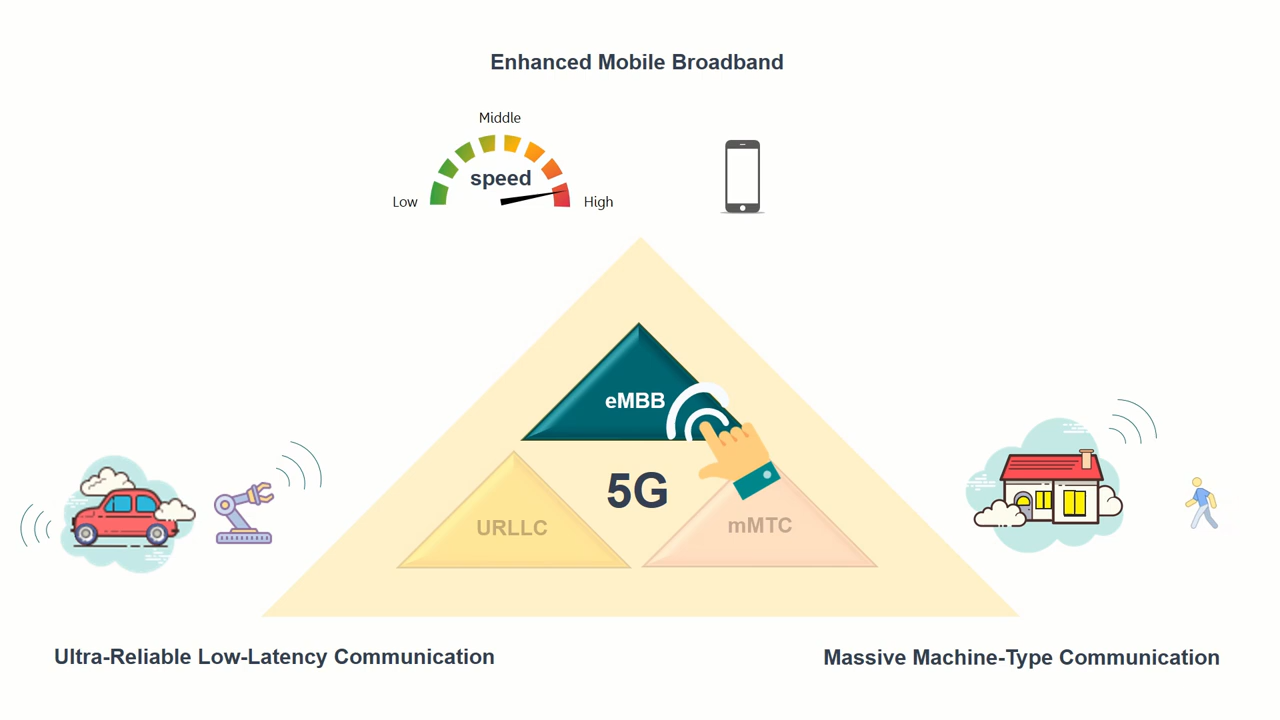 Enhanced Mobile Broadband
Middle
speed
Low
High
eMBB
5G
URLLC
mMTC
Ultra-Reliable Low-Latency Communication
Massive Machine-Type Communication